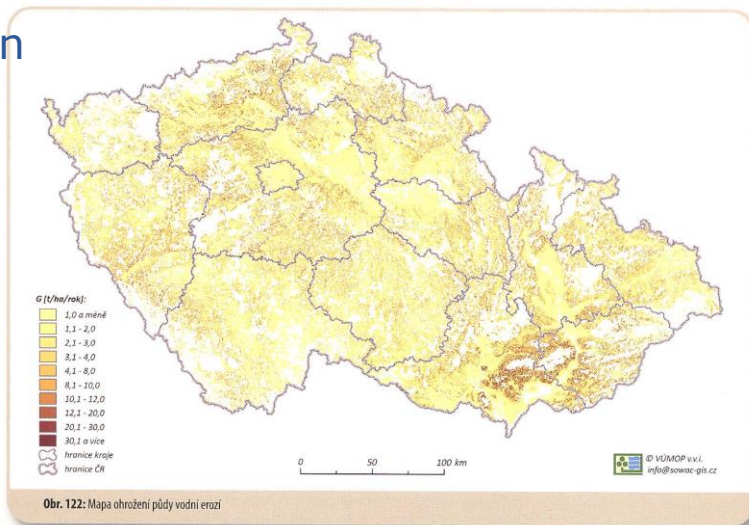 n
G [t/ha/rok]:
1,0 a méně
1,1 - 2,0
2,1 - 3,0
3,1 - 4,0
4,1 - 8,0
8,1 - 10,0
10,1 - 12,0
12,1 - 20,0
20,1 - 30,0
30,1 a více
hranice kraje
hranice ČR
0 50 100 km
© VÚMOP v.v.i.
info@sowac-gis.cz
Obr. 122: Mapa ohrožení půdy vodní erozí